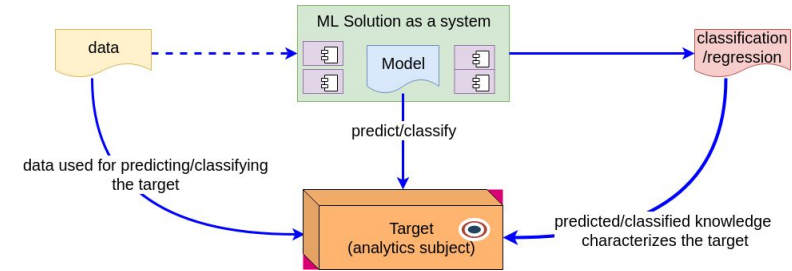 ML Solution as a system
data
Model
classification
/regression
predict/classify
data used for predicting/classifying
the target
Target
(analytics subject)
predicted/classified knowledge
characterizes the target